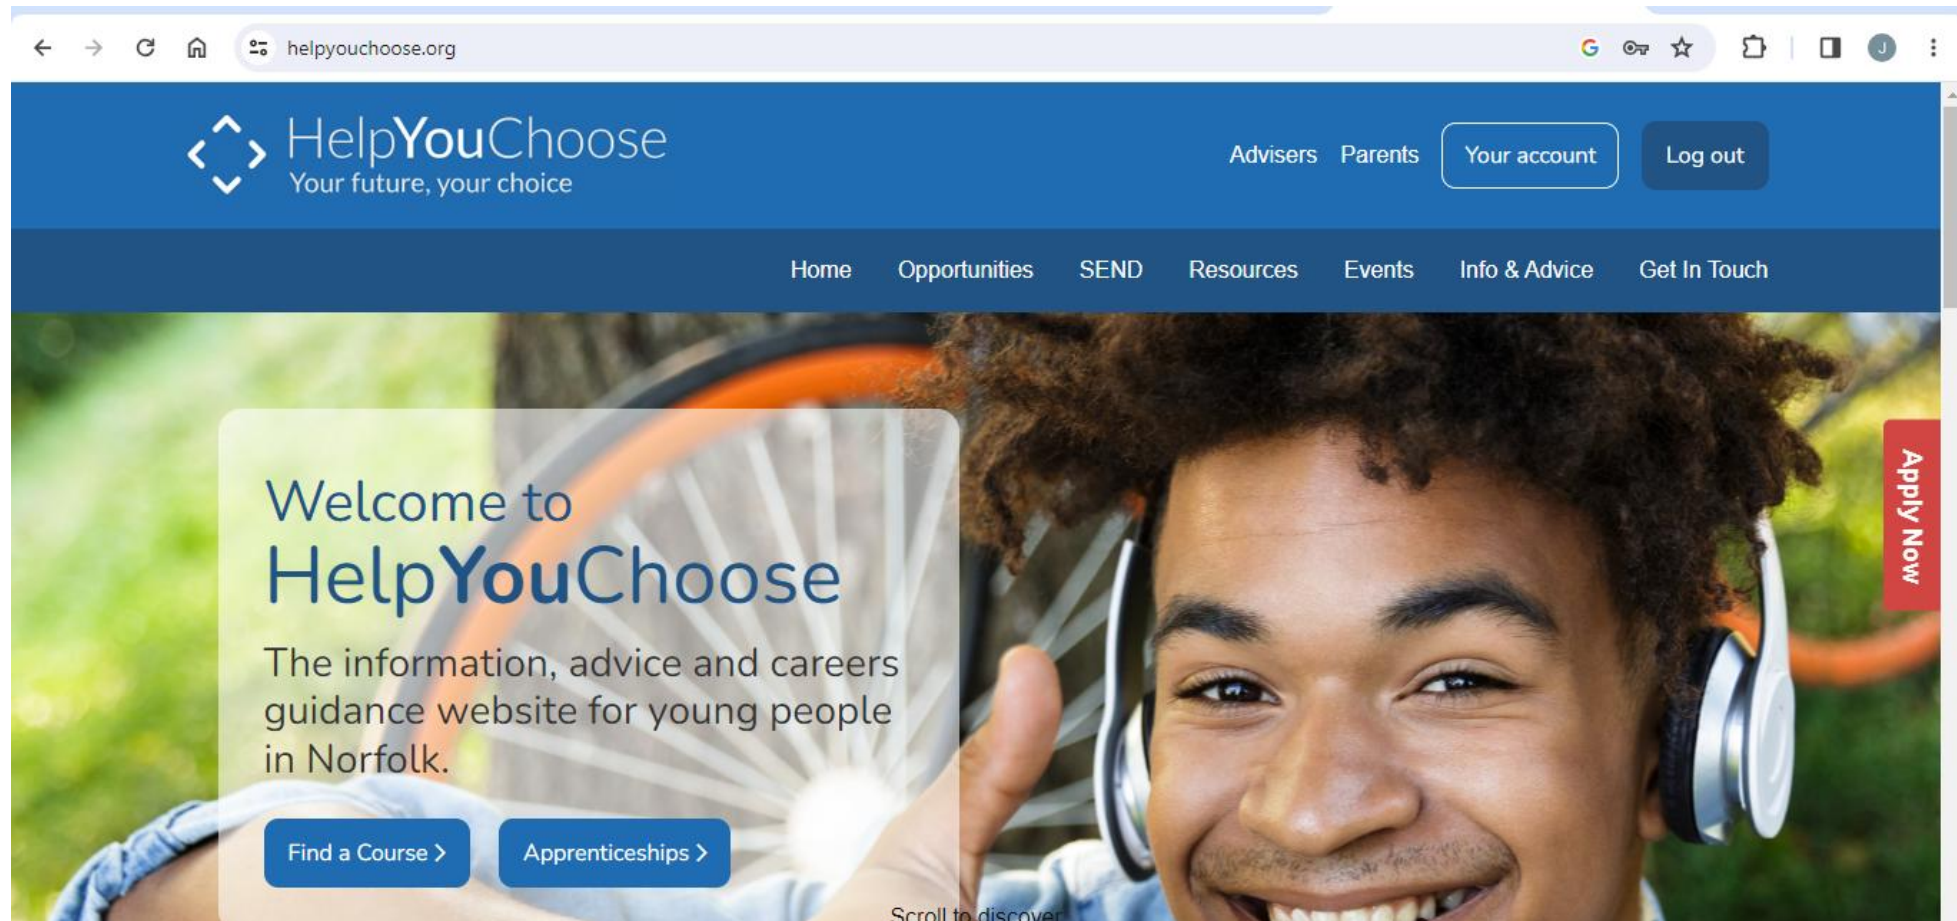 helpyouchoose.org
G
J
HelpYouChoose
Your future, your choice
Advisers Parents Your account Log out
Home Opportunities SEND Resources Events Info & Advice Get In Touch
Welcome to
HelpYouChoose
The information, advice and careers
guidance website for young people
in Norfolk.
Find a Course >
Apprenticeships >
Apply Now
Scroll to discover